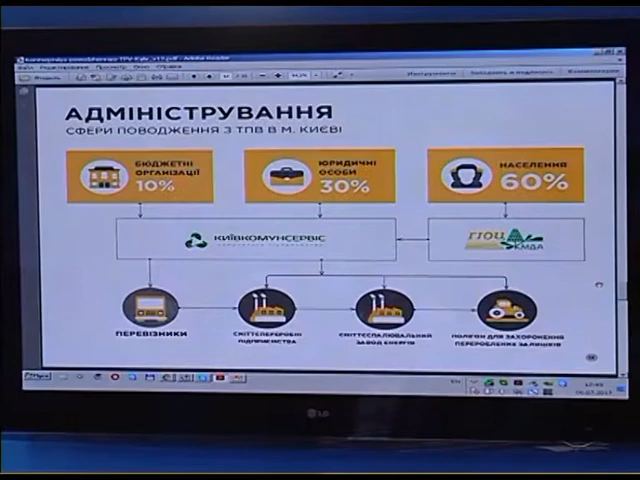 АДМІНІСТРУВАННЯ
СФЕРИ ПОВОДЖЕННЯ З ТПВ В М. КИЄВІ
БЮДЖЕТНІ
ОРГАНІЗАЦІЇ
10%
ЮРИДИЧНІ
ОСОБИ
30%
НАСЕЛЕННЯ
60%
КИЇВКОМУНСЕРВІС
ГІОЦ
КМДА
ПЕРЕВІЗНИКИ
СМІТТЄПЕРЕРОБНІ
ПІДПРИЄМСТВА
СМІТТЄСПАЛЮВАЛЬНИЙ
ЗАВОД ЕНЕРГІЯ
ПОЛІГОН ДЛЯ ЗАХОРОНЕННЯ
ПЕРЕРОБЛЕНИХ ЗАЛИШКІВ
LG